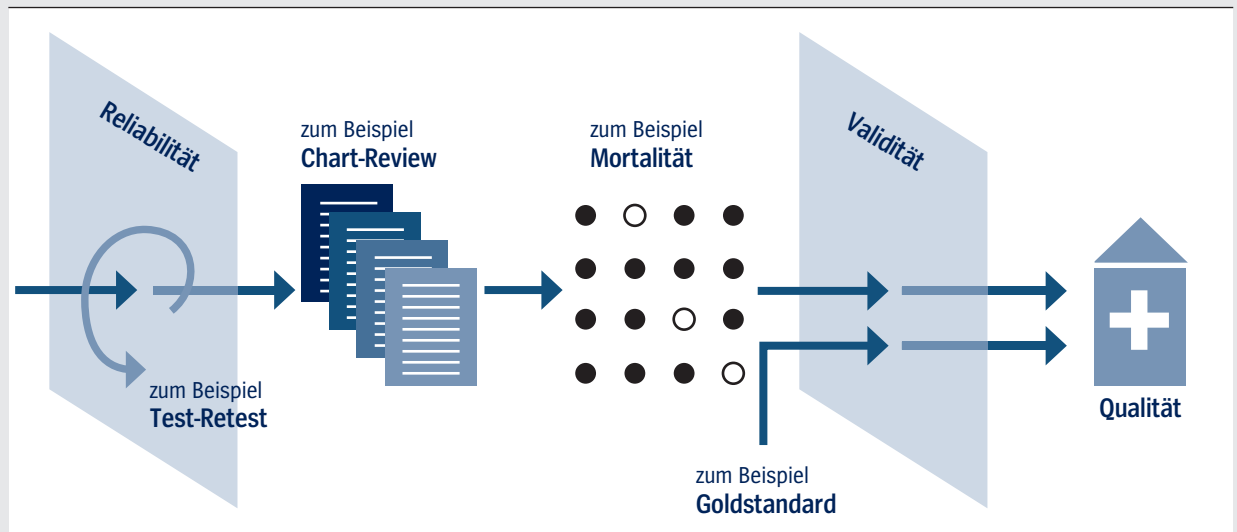 Reliabilität
zum Beispiel
Test-Retest
zum Beispiel
Chart-Review
zum Beispiel
Mortalität
zum Beispiel
Goldstandard
Validität
Qualität